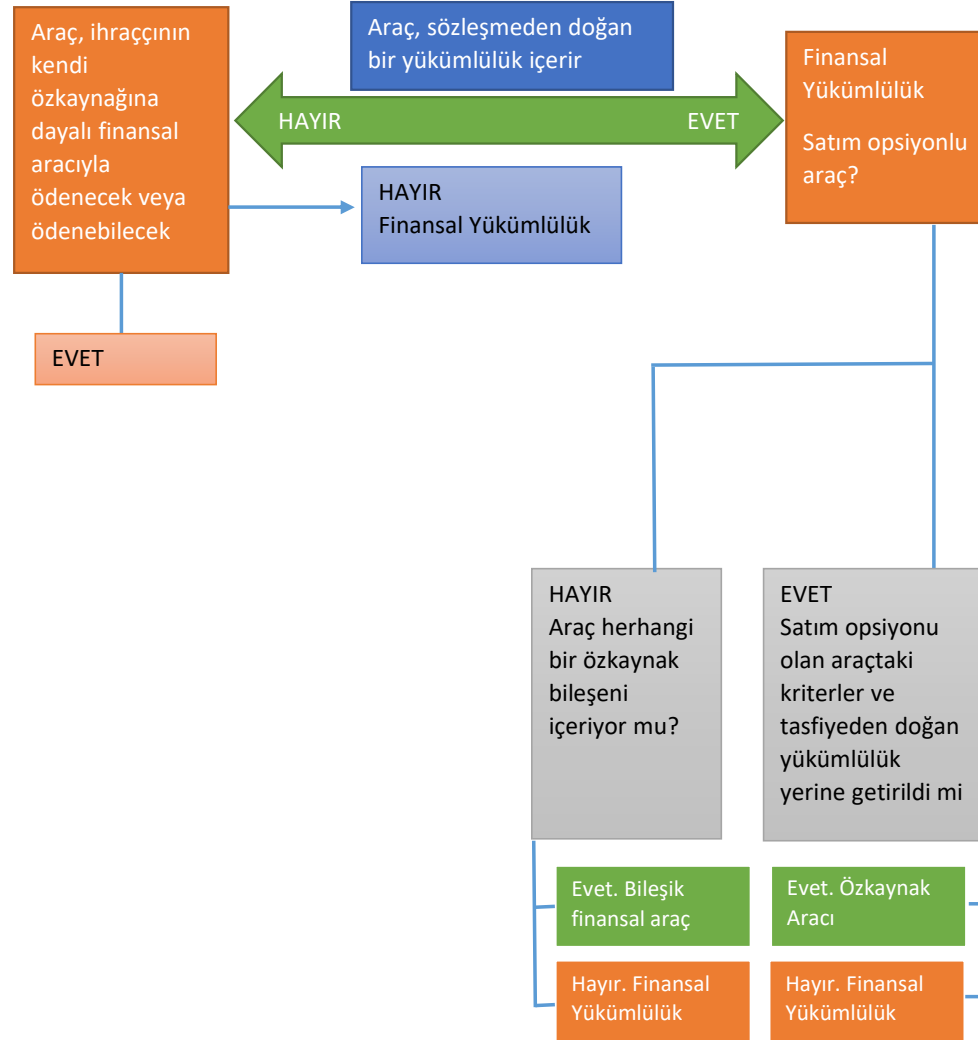 Araç, ihraççının
kendi
özkaynağına
dayalı finansal
aracıyla
ödenecek veya
ödenebilecek
Araç, sözleşmeden doğan
bir yükümlülük içerir
HAYIR
EVET
Finansal
Yükümlülük
Satım opsiyonlu
araç?
HAYIR
Finansal Yükümlülük
EVET
HAYIR
Araç herhangi
bir özkaynak
bileşeni
içeriyor mu?
EVET
Satım opsiyonu
olan araçtaki
kriterler ve
tasfiyeden doğan
yükümlülük
yerine getirildi mi
Evet. Bileşik
finansal araç
Evet. Özkaynak
Aracı
Hayır. Finansal
Yükümlülük
Hayır. Finansal
Yükümlülük